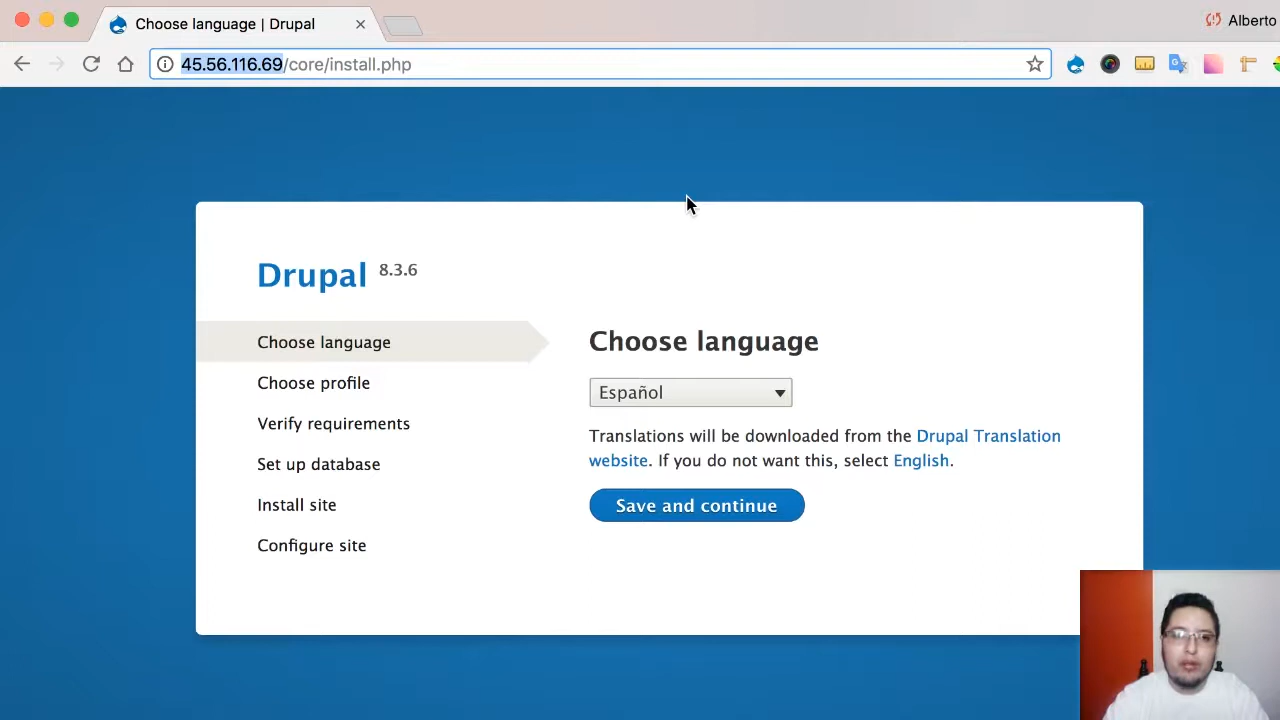 Choose language | Drupal
Alberto
45.56.116.69/core/install.php
Drupal 8.3.6
Choose language
Choose profile
Verify requirements
Set up database
Install site
Configure site
Choose language
Español
Translations will be downloaded from the Drupal Translation
website. If you do not want this, select English.
Save and continue